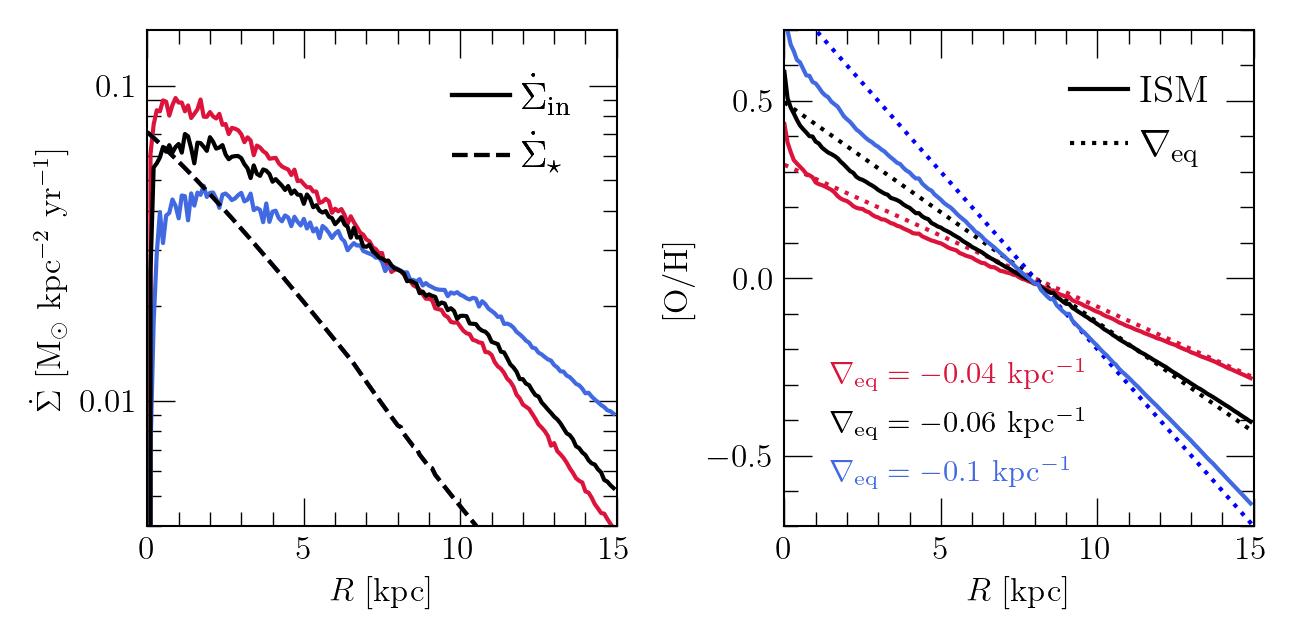 0.1
0.01
Σ̇ [M⊙ kpc⁻² yr⁻¹]
Σ̇in
Σ̇⋆
0 5 10 15
R [kpc]
0.5
0.0
−0.5
[O/H]
ISM
∇eq
∇eq = −0.04 kpc⁻¹
∇eq = −0.06 kpc⁻¹
∇eq = −0.1 kpc⁻¹
0 5 10 15
R [kpc]